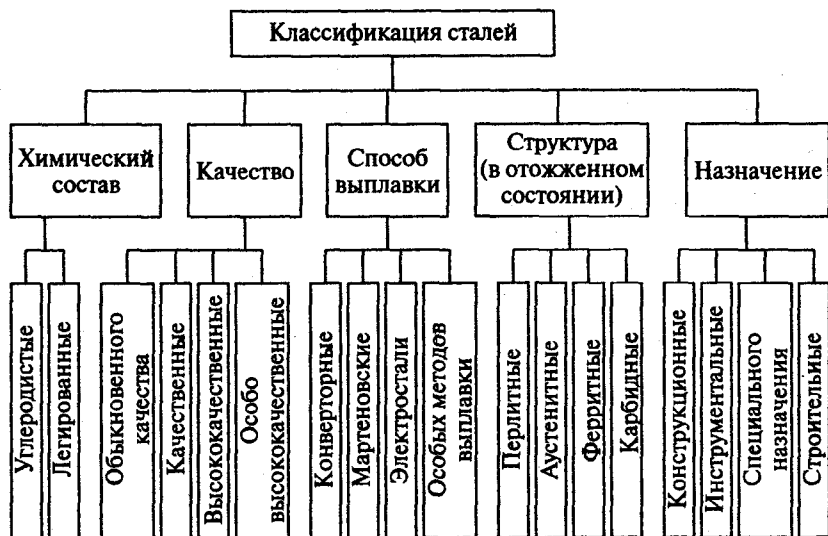 Классификация сталей
Химический
состав
Качество
Способ
выплавки
Структура
(в отожженном
состоянии)
Назначение
Углеродистые
Легированные
Обыкновенного
качества
Качественные
Высококачественные
Особо
высококачественные
Конверторные
Мартеновские
Электростали
Особых методов
выплавки
Перлитные
Аустенитные
Ферритные
Карбидные
Конструкционные
Инструментальные
Специального
назначения
Строительные